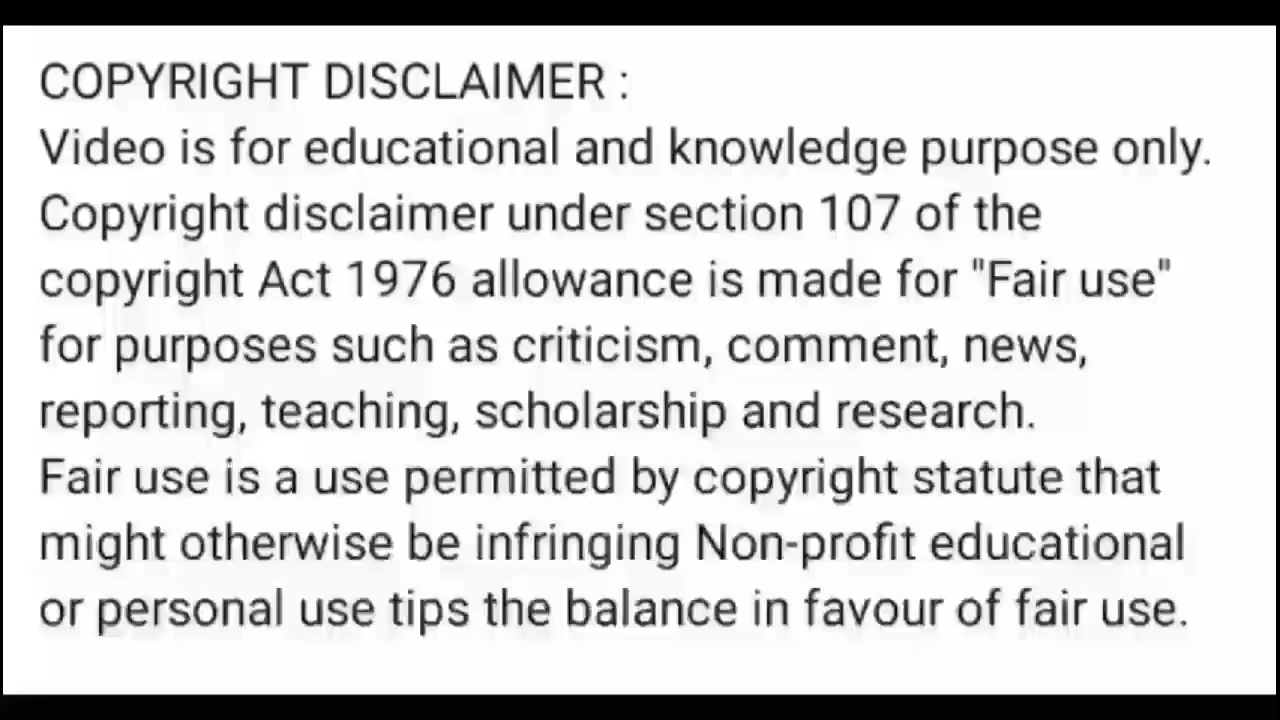 COPYRIGHT DISCLAIMER :
Video is for educational and knowledge purpose only.
Copyright disclaimer under section 107 of the
copyright Act 1976 allowance is made for "Fair use"
for purposes such as criticism, comment, news,
reporting, teaching, scholarship and research.
Fair use is a use permitted by copyright statute that
might otherwise be infringing Non-profit educational
or personal use tips the balance in favour of fair use.